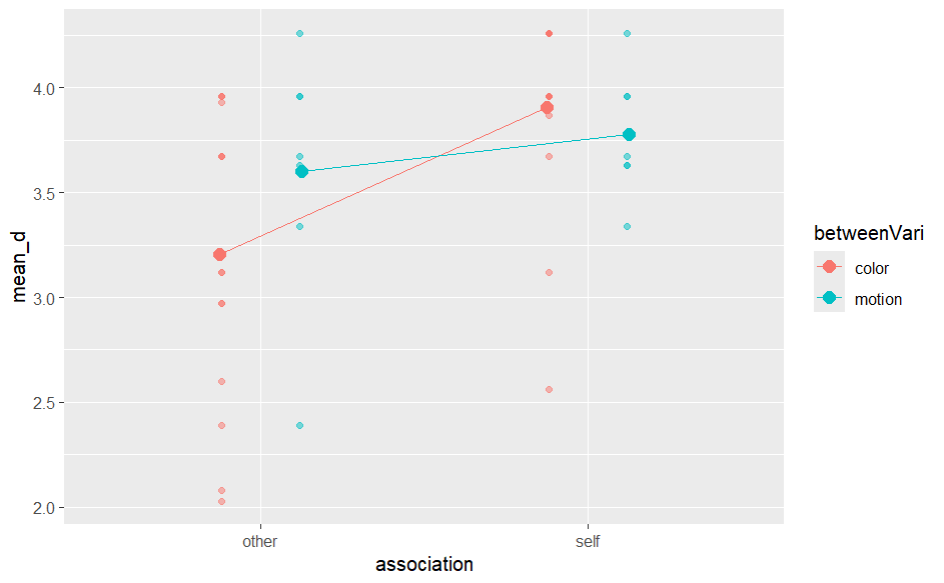 4.0
3.5
3.0
2.5
2.0
mean_d
other
self
association
betweenVari
color
motion